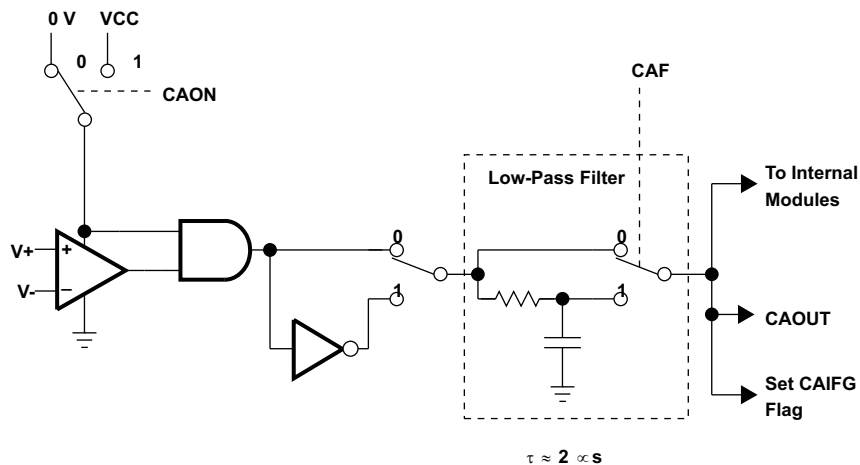 0 V VCC
0 1
CAON
CAF
Low-Pass Filter
To Internal
Modules
V+
+
V-
−
0
1
0
1
CAOUT
Set CAIFG
Flag
τ ≈ 2 ∝s